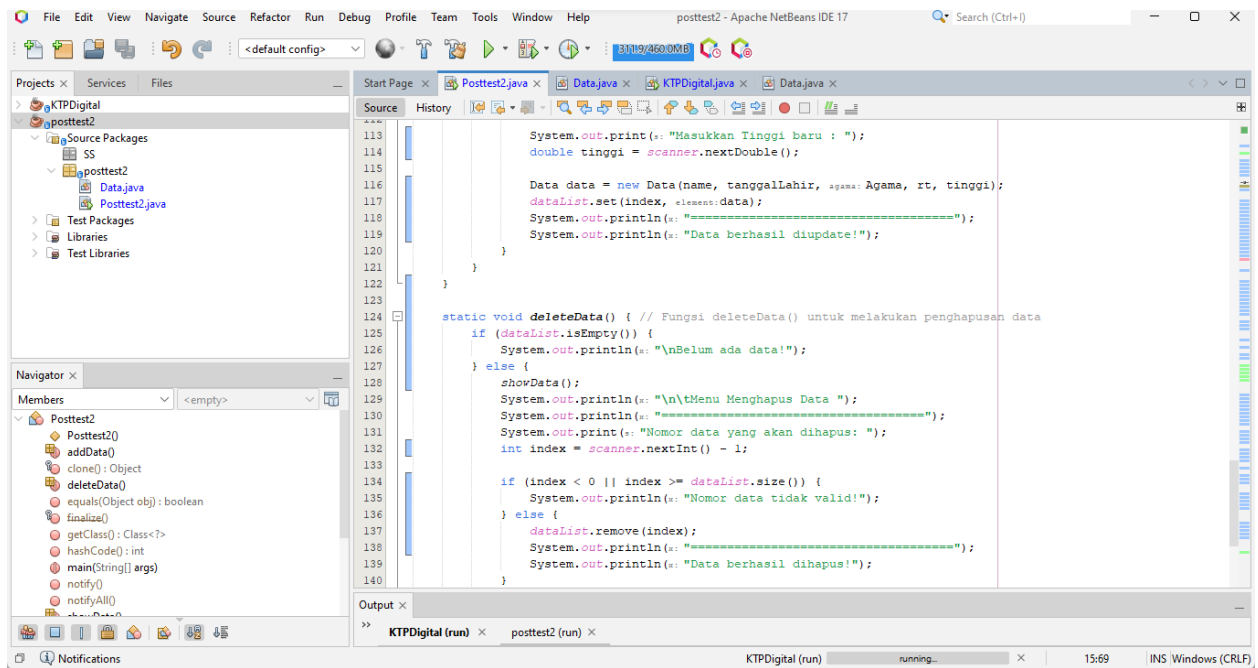 File Edit View Navigate Source Refactor Run Debug Profile Team Tools Window Help posttest2 - Apache NetBeans IDE 17 Search (Ctrl+I)
<default config> 311.9/460.0MB
Projects Services Files
KTPDigital
posttest2
Source Packages
SS
posttest2
Data.java
Posttest2.java
Test Packages
Libraries
Test Libraries
Navigator
Members <empty>
Posttest2
Posttest2()
addData()
clone() : Object
deleteData()
equals(Object obj) : boolean
finalize()
getClass() : Class<?>
hashCode() : int
main(String[] args)
notify()
notifyAll()
showData()
Start Page Posttest2.java Data.java KTPDigital.java Data.java
Source History
112
113 System.out.print(s: "Masukkan Tinggi baru : ");
114 double tinggi = scanner.nextDouble();
115
116 Data data = new Data(name, tanggalLahir, agama: Agama, rt, tinggi);
117 dataList.set(index, element: data);
118 System.out.println(x: "====================================");
119 System.out.println(x: "Data berhasil diupdate!");
120 }
121 }
122 }
123
124 static void deleteData() { // Fungsi deleteData() untuk melakukan penghapusan data
125 if (dataList.isEmpty()) {
126 System.out.println(x: "\nBelum ada data!");
127 } else {
128 showData();
129 System.out.println(x: "\n\tMenu Menghapus Data ");
130 System.out.println(x: "====================================");
131 System.out.print(s: "Nomor data yang akan dihapus: ");
132 int index = scanner.nextInt() - 1;
133
134 if (index < 0 || index >= dataList.size()) {
135 System.out.println(x: "Nomor data tidak valid!");
136 } else {
137 dataList.remove(index);
138 System.out.println(x: "====================================");
139 System.out.println(x: "Data berhasil dihapus!");
140 }
Output
KTPDigital (run) posttest2 (run)
Notifications KTPDigital (run) running... 15:69 INS Windows (CRLF)